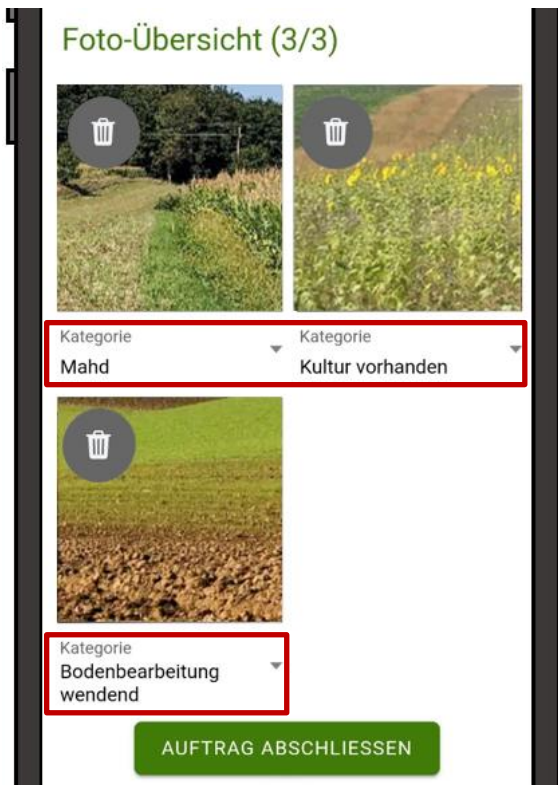 Foto-Übersicht (3/3)
Kategorie
Mahd
Kategorie
Kultur vorhanden
Kategorie
Bodenbearbeitung
wendend
AUFTRAG ABSCHLIESSEN